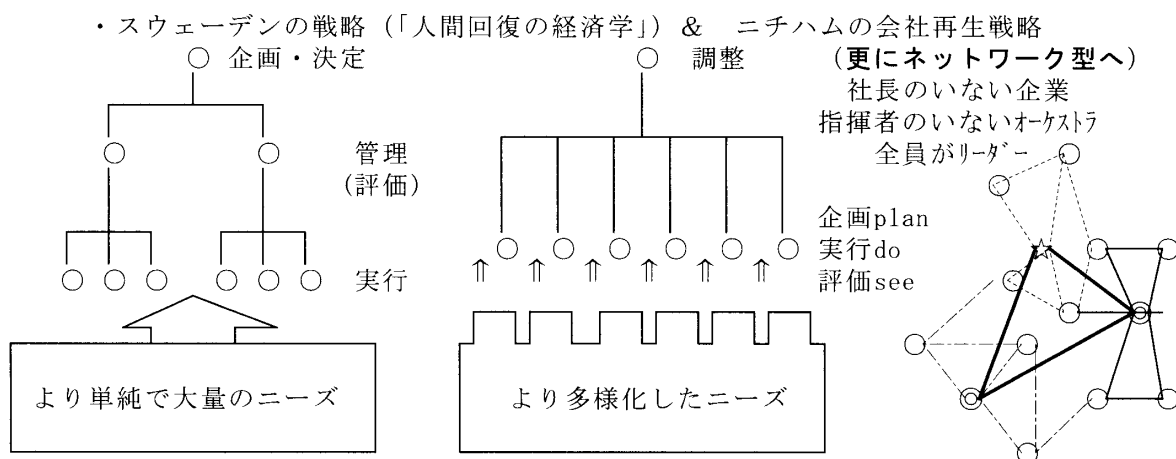 ・スウェーデンの戦略（「人間回復の経済学」）＆　ニチハムの会社再生戦略
○ 企画・決定
○ 調整
（更にネットワーク型へ）
社長のいない企業
指揮者のいないオーケストラ
全員がリーダー
管理
(評価)
実行
企画plan
実行do
評価see
より単純で大量のニーズ
より多様化したニーズ